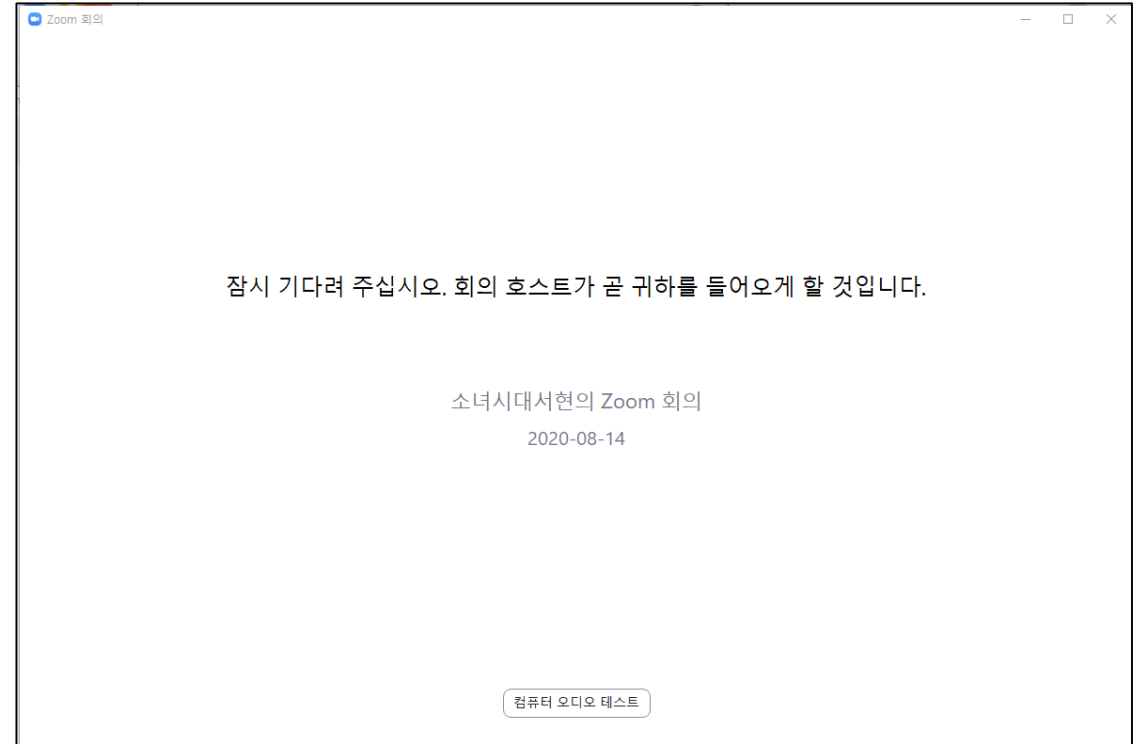 Zoom 회의
잠시 기다려 주십시오. 회의 호스트가 곧 귀하를 들어오게 할 것입니다.
소녀시대서현의 Zoom 회의
2020-08-14
컴퓨터 오디오 테스트